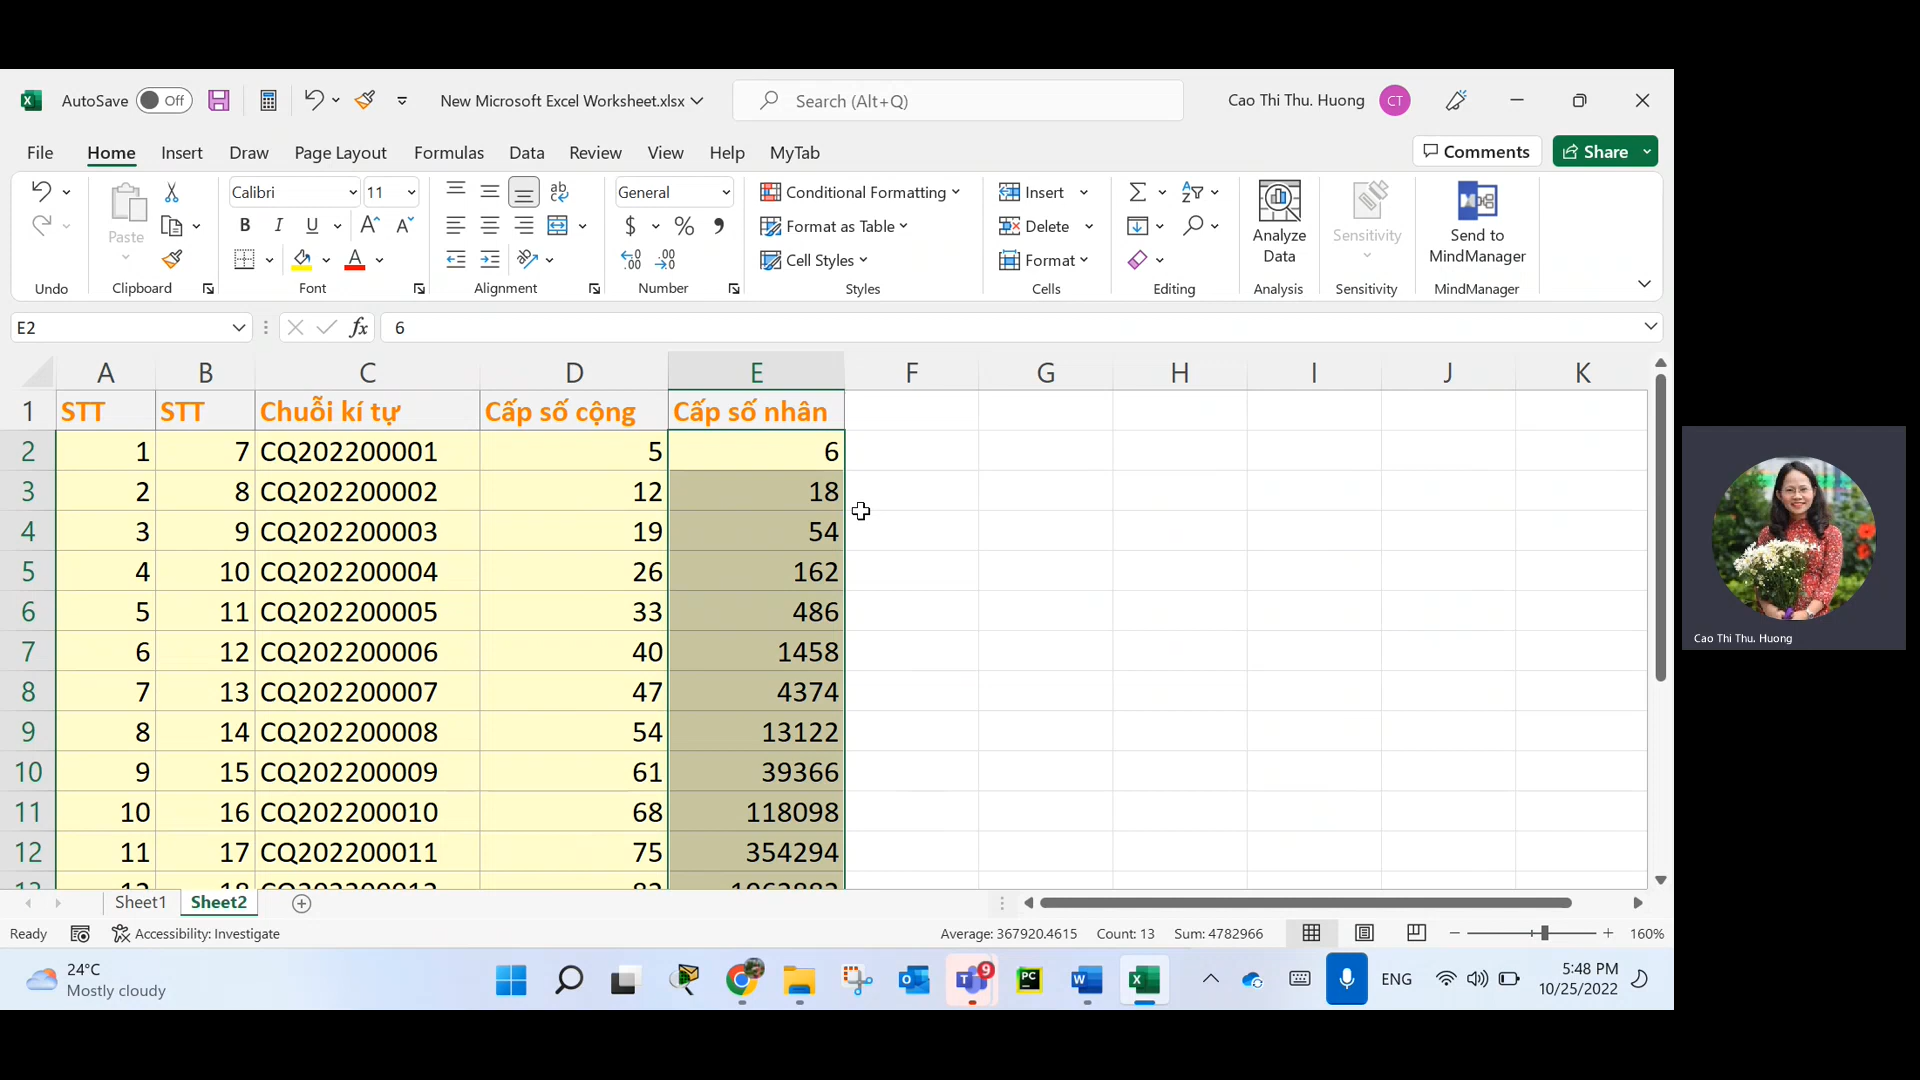 AutoSave Off New Microsoft Excel Worksheet.xlsx Search (Alt+Q) Cao Thi Thu. Huong CT
File Home Insert Draw Page Layout Formulas Data Review View Help MyTab Comments Share
Calibri 11 General Conditional Formatting Insert
Paste B I U $ % Format as Table Delete Analyze Data Sensitivity Send to MindManager
Cell Styles Format
Undo Clipboard Font Alignment Number Styles Cells Editing Analysis Sensitivity MindManager
E2 fx 6
A B C D E F G H I J K
1 STT STT Chuỗi kí tự Cấp số cộng Cấp số nhân
2 1 7 CQ202200001 5 6
3 2 8 CQ202200002 12 18
4 3 9 CQ202200003 19 54
5 4 10 CQ202200004 26 162
6 5 11 CQ202200005 33 486
7 6 12 CQ202200006 40 1458
8 7 13 CQ202200007 47 4374
9 8 14 CQ202200008 54 13122
10 9 15 CQ202200009 61 39366
11 10 16 CQ202200010 68 118098
12 11 17 CQ202200011 75 354294
13 12 18 CQ202200012 82 1062882
Sheet1 Sheet2
Ready Accessibility: Investigate Average: 367920.4615 Count: 13 Sum: 4782966 160%
24°C
Mostly cloudy
9
ENG
5:48 PM
10/25/2022
Cao Thi Thu. Huong